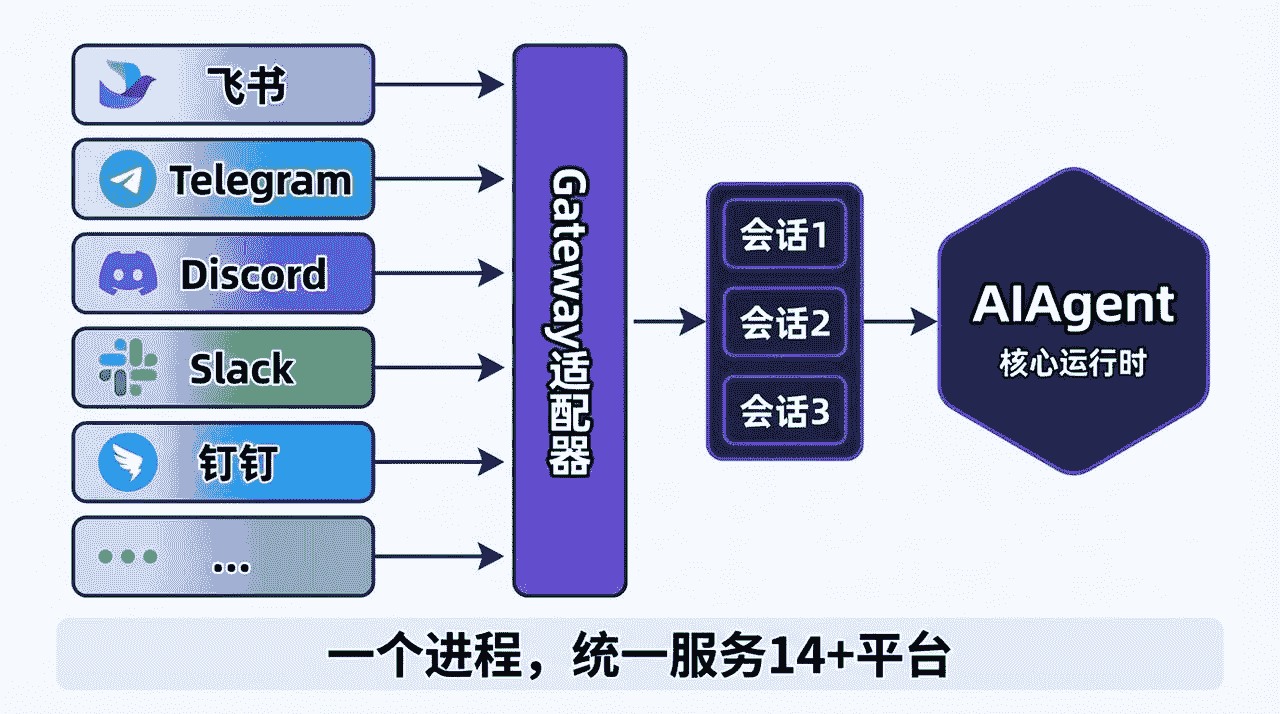 飞书
Telegram
Discord
Slack
钉钉
...
Gateway适配器
会话1
会话2
会话3
AIAgent
核心运行时
一个进程，统一服务14+平台